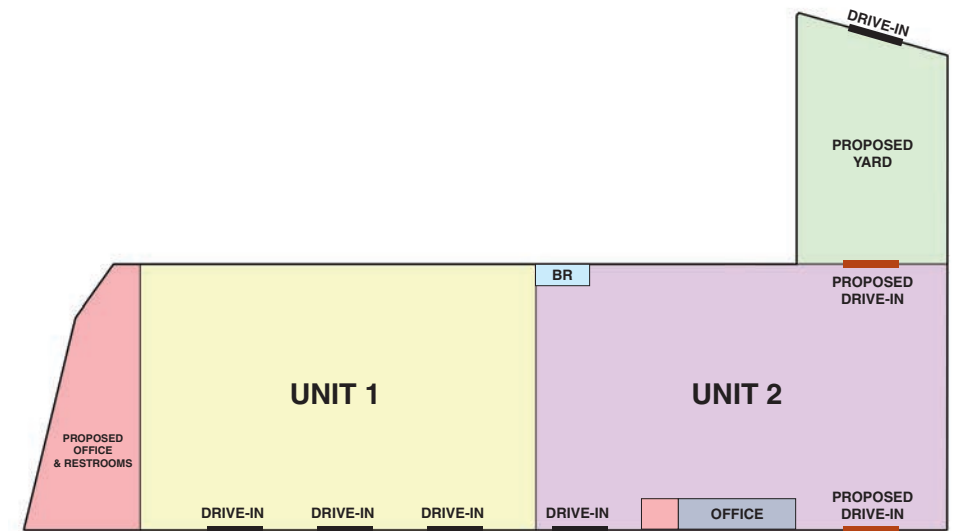 DRIVE-IN
PROPOSED
YARD
BR
PROPOSED
DRIVE-IN
UNIT 1
UNIT 2
PROPOSED
OFFICE
& RESTROOMS
DRIVE-IN
DRIVE-IN
DRIVE-IN
DRIVE-IN
OFFICE
PROPOSED
DRIVE-IN